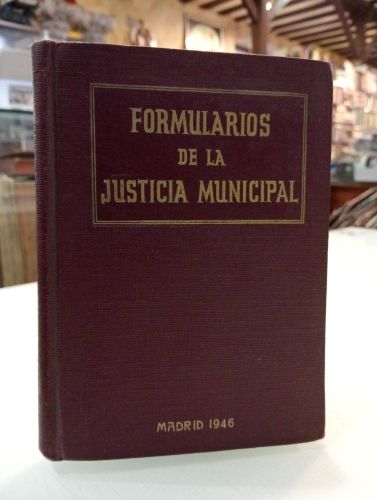 FORMULARIOS
DE LA
JUSTICIA MUNICIPAL
MADRID 1946